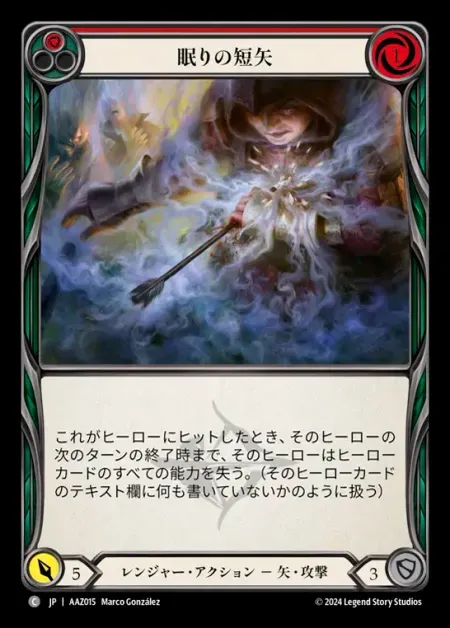 1
眠りの短矢
これがヒーローにヒットしたとき、そのヒーローの
次のターンの終了時まで、そのヒーローはヒーロー
カードのすべての能力を失う。(そのヒーローカード
のテキスト欄に何も書いていないかのように扱う)
5
レンジャー・アクション － 矢・攻撃
3
C JP | AAZ015 Marco González
© 2024 Legend Story Studios